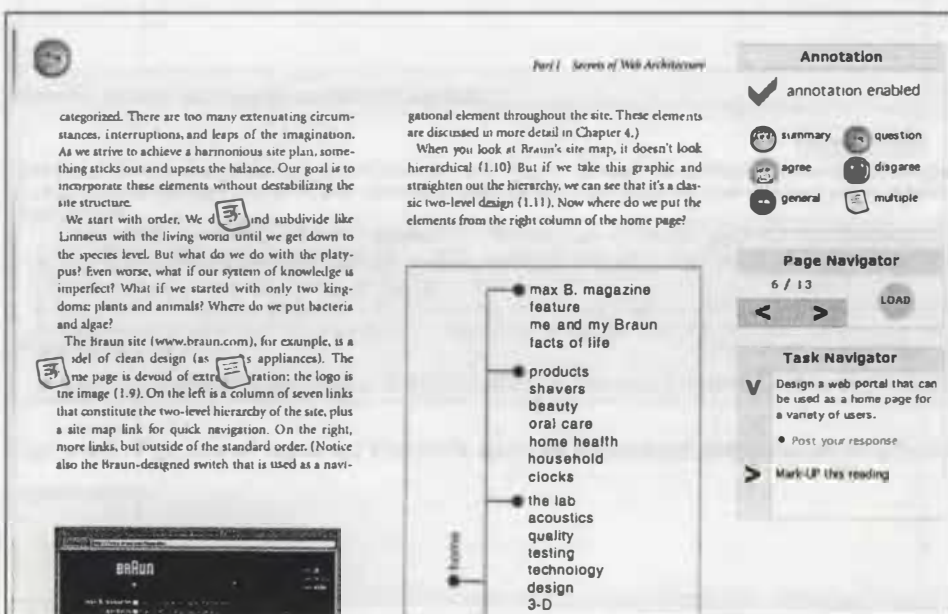 Part I Secrets of Web Architecture
categorized. There are too many extenuating circum-
stances, interruptions, and leaps of the imagination.
As we strive to achieve a harmonious site plan, some-
thing sticks out and upsets the balance. Our goal is to
incorporate these elements without destabilizing the
site structure.
We start with order. We d and subdivide like
Linnaeus with the living world until we get down to
the species level. But what do we do with the platy-
pus? Even worse, what if our system of knowledge is
imperfect? What if we started with only two king-
doms: plants and animals? Where do we put bacteria
and algae?
The Braun site (www.braun.com), for example, is a
odel of clean design (as s appliances). The
me page is devoid of extra ration: the logo is
the image (1.9). On the left is a column of seven links
that constitute the two-level hierarchy of the site, plus
a site map link for quick navigation. On the right,
more links, but outside of the standard order. (Notice
also the Braun-designed switch that is used as a navi-
BRAUN
gational element throughout the site. These elements
are discussed in more detail in Chapter 4.)
When you look at Braun's site map, it doesn't look
hierarchical (1.10) But if we take this graphic and
straighten out the hierarchy, we can see that it's a clas-
sic two-level design (1.11). Now where do we put the
elements from the right column of the home page?
home
max B. magazine
feature
me and my Braun
facts of life
products
shavers
beauty
oral care
home health
household
clocks
the lab
acoustics
quality
testing
technology
design
3-D
Annotation
annotation enabled
summary question
agree disgaree
general multiple
Page Navigator
6 / 13
< > LOAD
Task Navigator
V Design a web portal that can
be used as a home page for
a variety of users.
• Post your response
> Mark-UP this reading